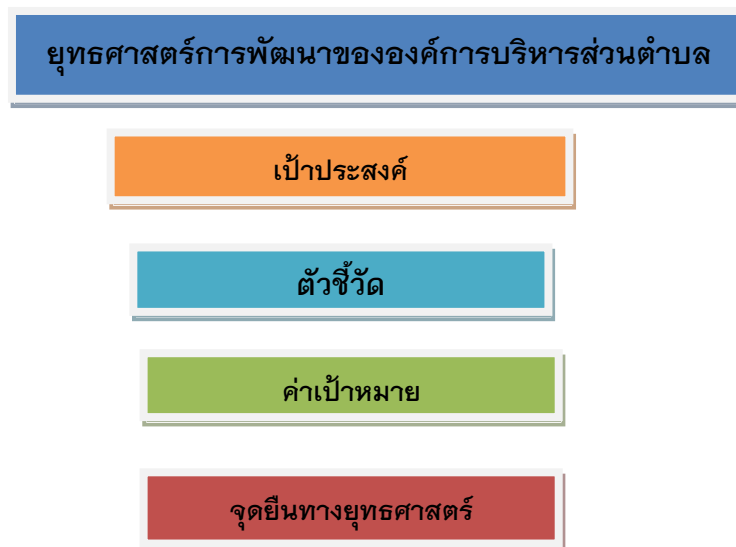 ยุทธศาสตร์การพัฒนาขององค์การบริหารส่วนตำบล
เป้าประสงค์
ตัวชี้วัด
ค่าเป้าหมาย
จุดยืนทางยุทธศาสตร์